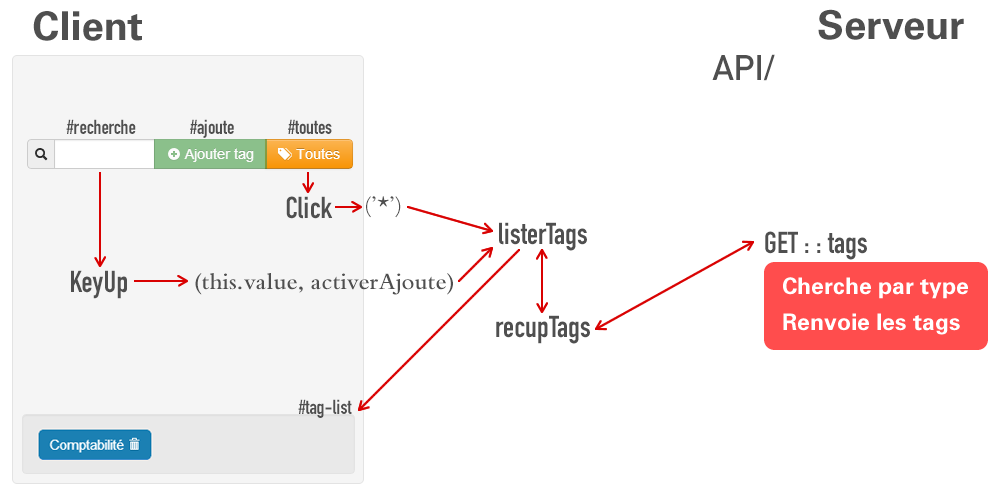 Client
Serveur
API/
#recherche
#ajoute
#toutes
Ajouter tag
Toutes
Click
('*')
listerTags
GET : : tags
KeyUp
(this.value, activerAjoute)
Cherche par type
Renvoie les tags
recupTags
#tag-list
Comptabilité